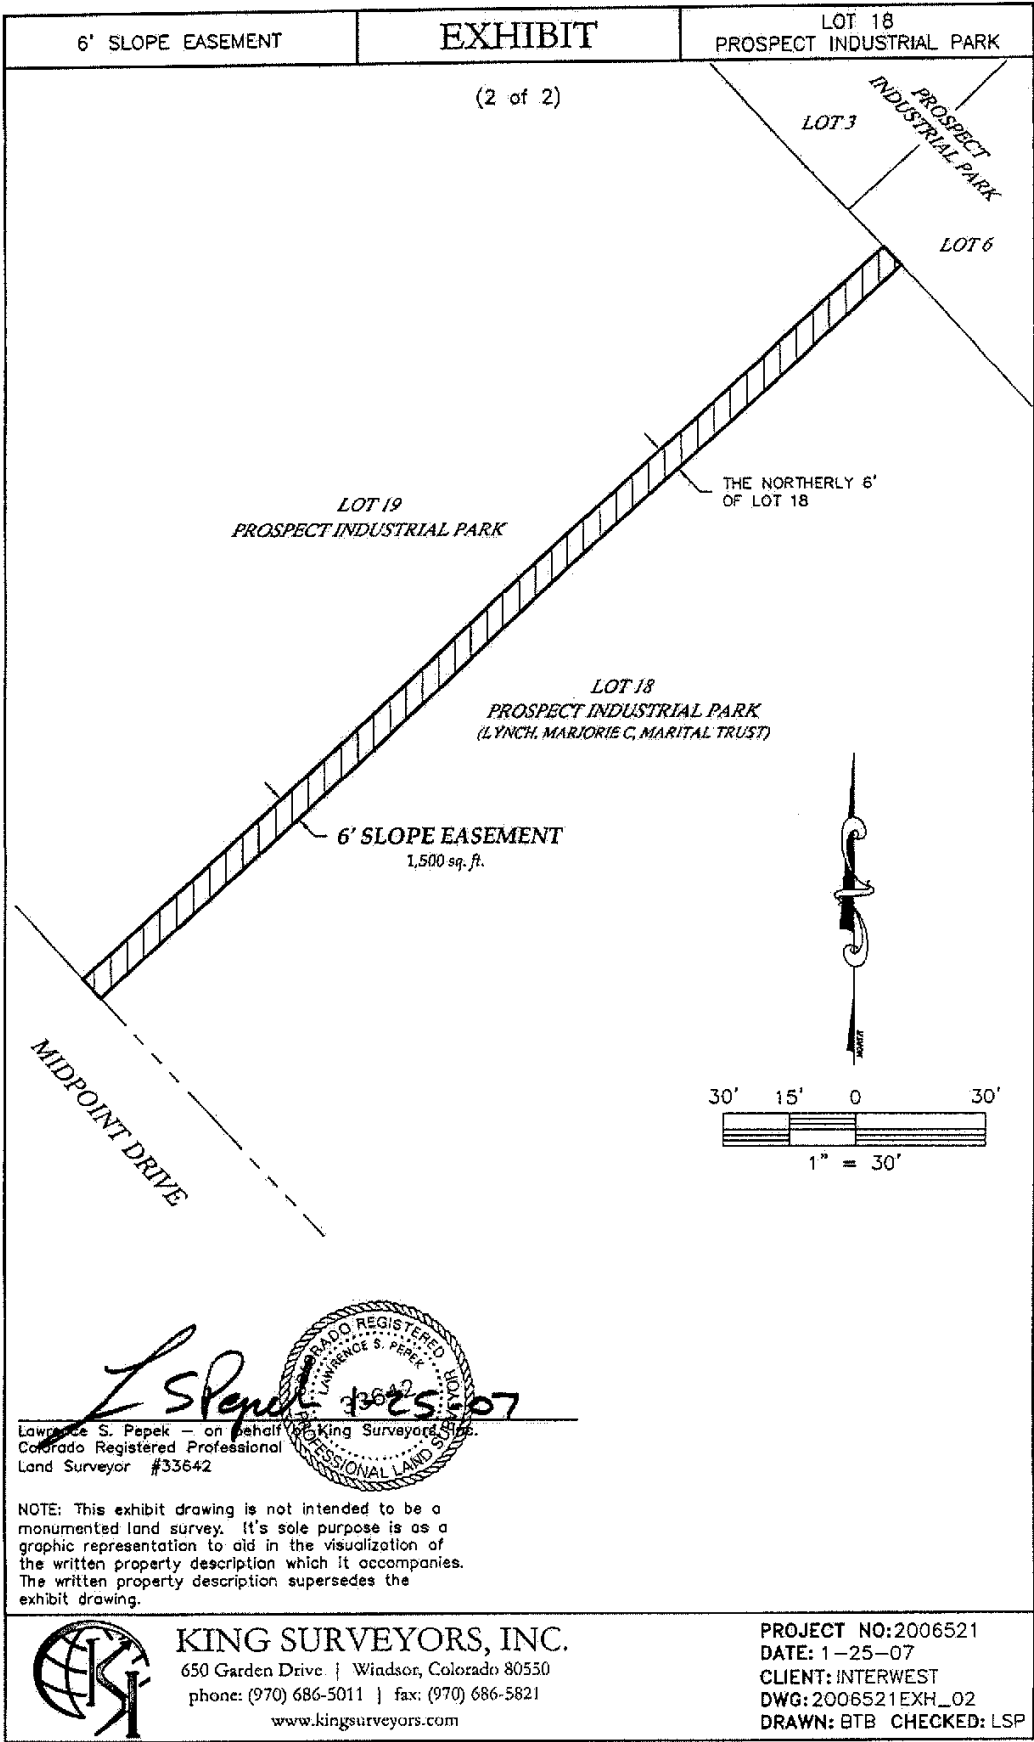 6' SLOPE EASEMENT
EXHIBIT
LOT 18
PROSPECT INDUSTRIAL PARK
(2 of 2)
LOT 3
PROSPECT
INDUSTRIAL PARK
LOT 6
THE NORTHERLY 6'
OF LOT 18
LOT 19
PROSPECT INDUSTRIAL PARK
LOT 18
PROSPECT INDUSTRIAL PARK
(LYNCH, MARJORIE C, MARITAL TRUST)
6' SLOPE EASEMENT
1,500 sq. ft.
MIDPOINT DRIVE
NORTH
30' 15' 0 30'
1" = 30'
COLORADO REGISTERED
LAWRENCE S. PEPEK
33642
PROFESSIONAL LAND SURVEYOR
L S Pepek 1-25-07
Lawrence S. Pepek – on behalf of King Surveyors, Inc.
Colorado Registered Professional
Land Surveyor #33642
NOTE: This exhibit drawing is not intended to be a
monumented land survey. It's sole purpose is as a
graphic representation to aid in the visualization of
the written property description which it accompanies.
The written property description supersedes the
exhibit drawing.
KING SURVEYORS, INC.
650 Garden Drive | Windsor, Colorado 80550
phone: (970) 686-5011 | fax: (970) 686-5821
www.kingsurveyors.com
PROJECT NO: 2006521
DATE: 1-25-07
CLIENT: INTERWEST
DWG: 2006521EXH_02
DRAWN: BTB CHECKED: LSP